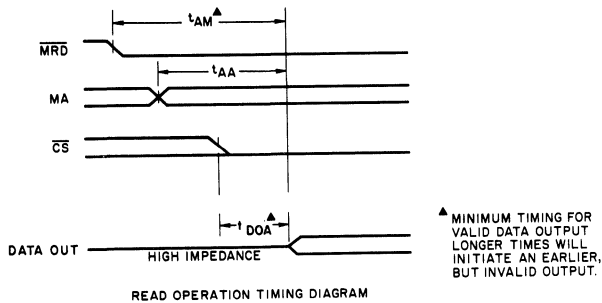 tAM▲
MRD
tAA
MA
CS
t DOA▲
DATA OUT
HIGH IMPEDANCE
▲ MINIMUM TIMING FOR
VALID DATA OUTPUT
LONGER TIMES WILL
INITIATE AN EARLIER,
BUT INVALID OUTPUT.
READ OPERATION TIMING DIAGRAM